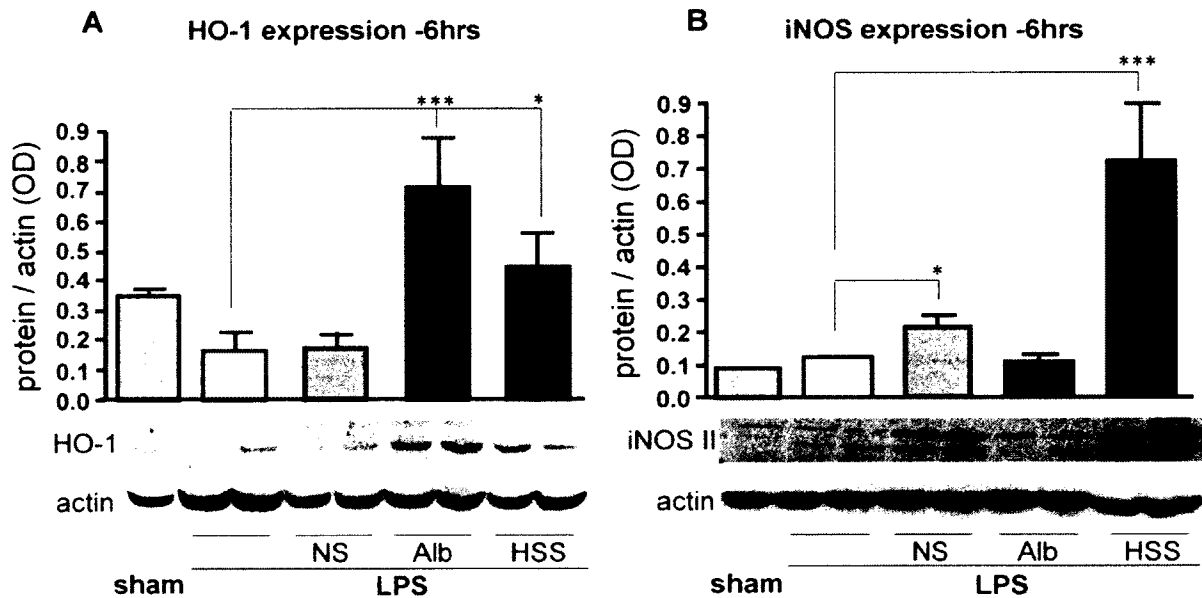 A HO-1 expression -6hrs
*** *
protein / actin (OD)
0.9
0.8
0.7
0.6
0.5
0.4
0.3
0.2
0.1
0.0
HO-1
actin
NS Alb HSS
sham LPS
B iNOS expression -6hrs
***
*
protein / actin (OD)
0.9
0.8
0.7
0.6
0.5
0.4
0.3
0.2
0.1
0.0
iNOS II
actin
NS Alb HSS
sham LPS